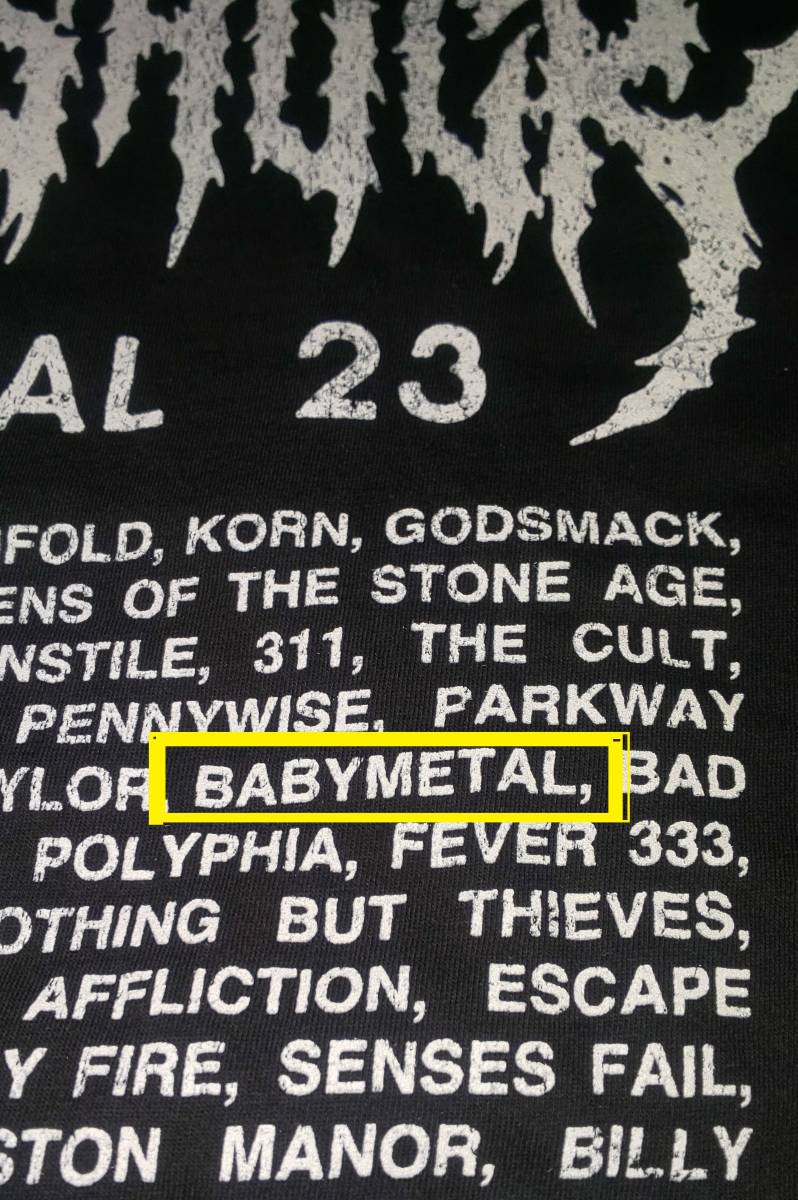 AL 23
FOLD, KORN, GODSMACK,
ENS OF THE STONE AGE,
NSTILE, 311, THE CULT,
PENNYWISE, PARKWAY
YLOR, BABYMETAL, BAD
POLYPHIA, FEVER 333,
OTHING BUT THIEVES,
AFFLICTION, ESCAPE
Y FIRE, SENSES FAIL,
STON MANOR, BILLY